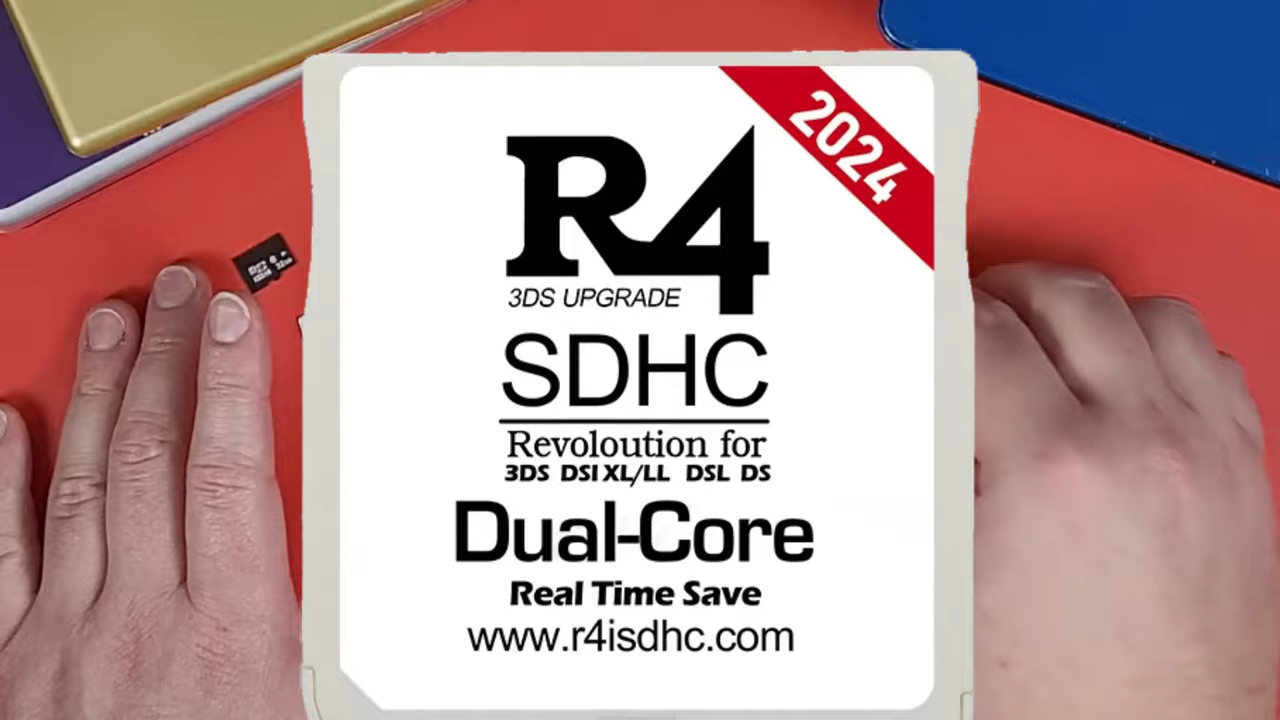 2024
R4
3DS UPGRADE
SDHC
Revoloution for
3DS DSI XL/LL DSL DS
Dual-Core
Real Time Save
www.r4isdhc.com